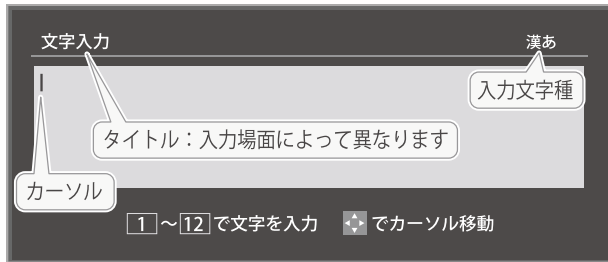 文字入力
漢あ
入力文字種
タイトル：入力場面によって異なります
カーソル
1～12で文字を入力 でカーソル移動